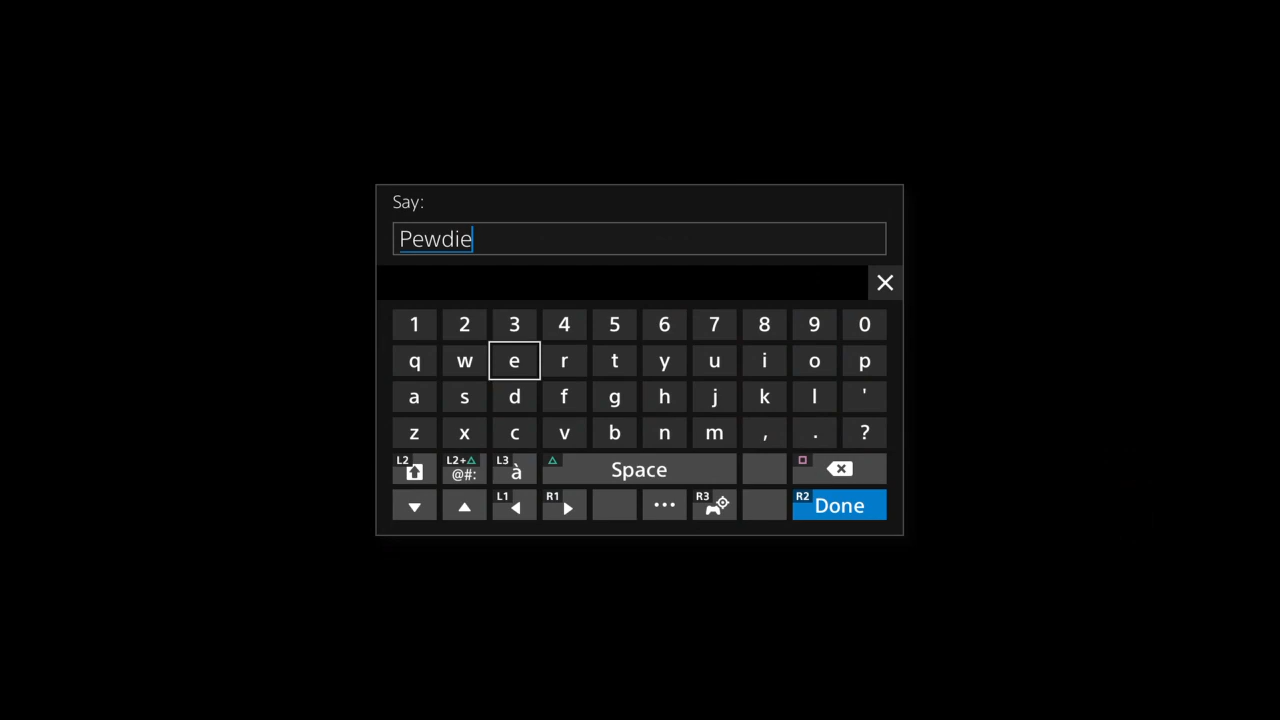 Say:
Pewdie
1 2 3 4 5 6 7 8 9 0
q w e r t y u i o p
a s d f g h j k l '
z x c v b n m , . ?
L2 L2+△ @#: L3 à △ Space
L1 R1 ... R3 R2 Done